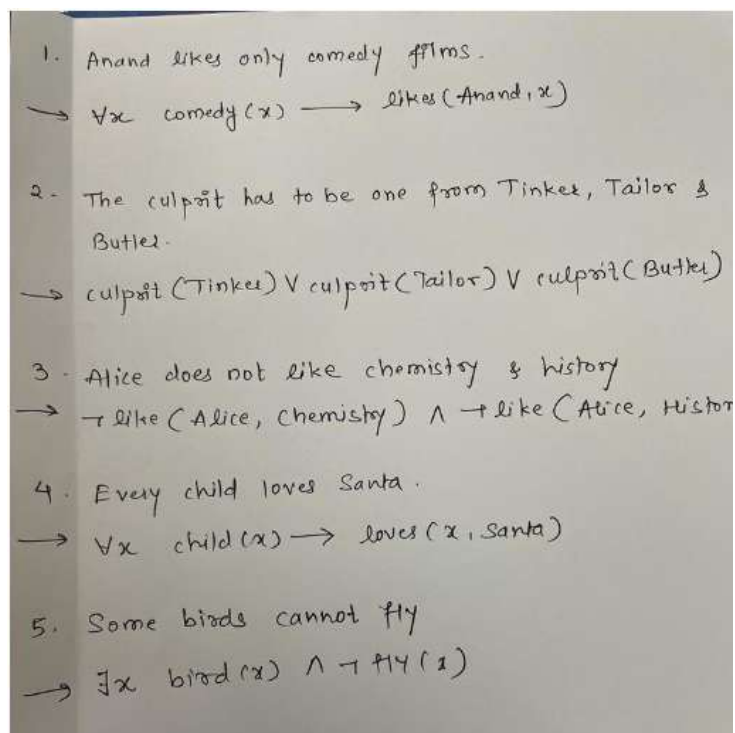 1. Anand likes only comedy films.
→ ∀x comedy(x) → likes(Anand, x)
2. The culprit has to be one from Tinker, Tailor &
Butler.
→ culprit(Tinker) ∨ culprit(Tailor) ∨ culprit(Butler)
3. Alice does not like chemistry & history
→ ¬like(Alice, Chemistry) ∧ ¬like(Alice, Histor
4. Every child loves Santa.
→ ∀x child(x) → loves(x, Santa)
5. Some birds cannot fly
→ ∃x bird(x) ∧ ¬fly(x)